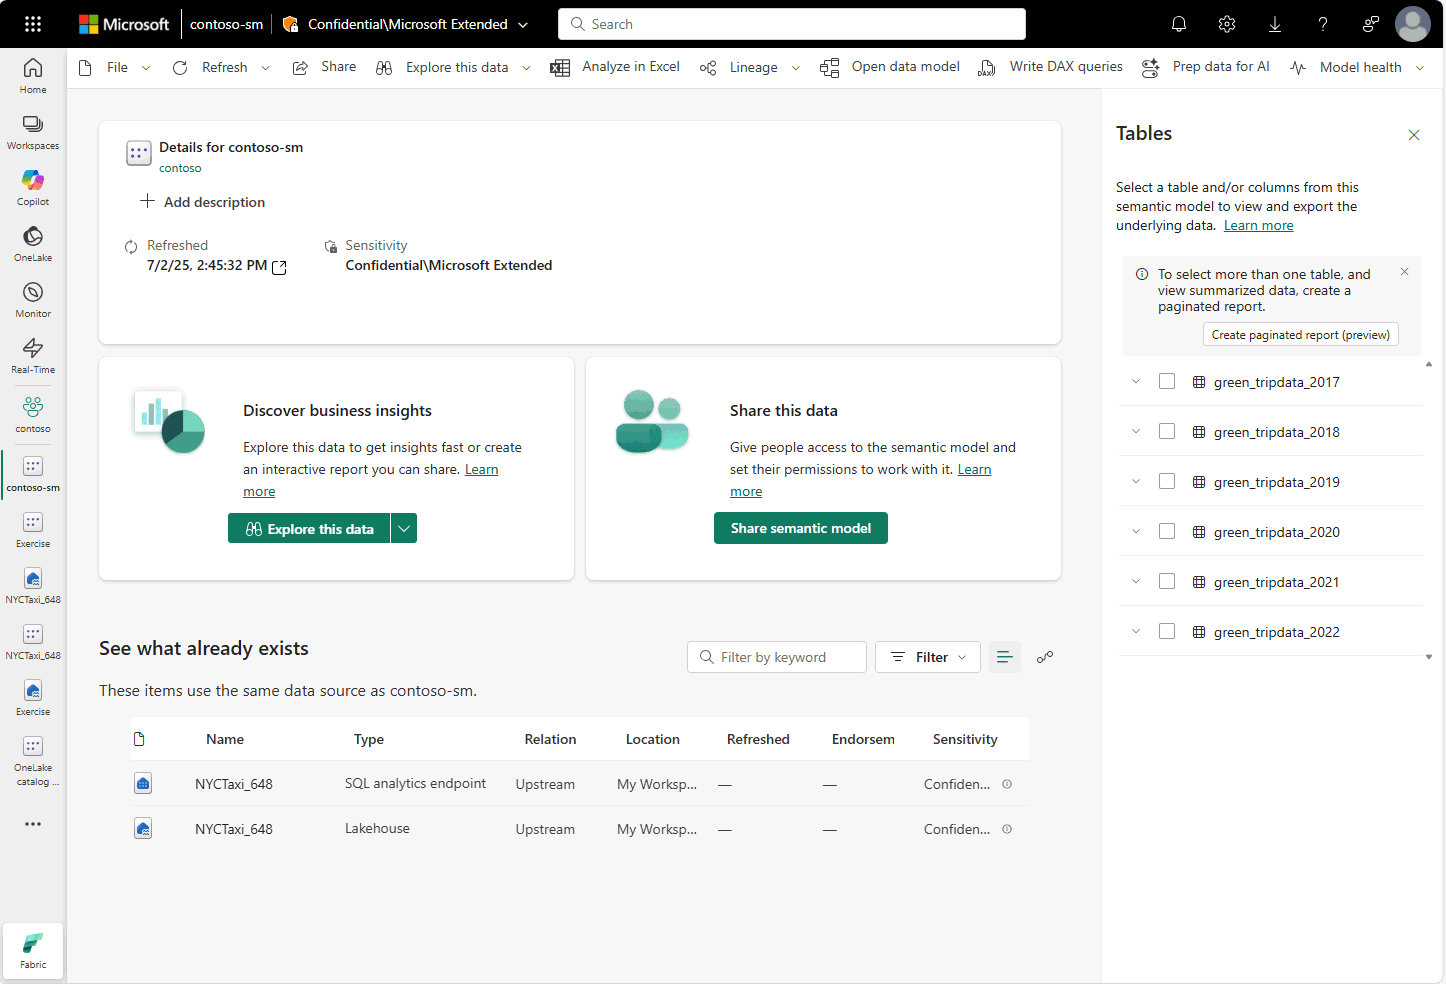 Microsoft contoso-sm Confidential\Microsoft Extended Search
File Refresh Share Explore this data Analyze in Excel Lineage Open data model Write DAX queries Prep data for AI Model health
Home
Workspaces
Copilot
OneLake
Monitor
Real-Time
contoso
contoso-sm
Exercise
NYCTaxi_648
NYCTaxi_648
Exercise
OneLake
catalog ...
Fabric
Details for contoso-sm
contoso
Add description
Refreshed
7/2/25, 2:45:32 PM
Sensitivity
Confidential\Microsoft Extended
Discover business insights
Explore this data to get insights fast or create
an interactive report you can share. Learn
more
Explore this data
Share this data
Give people access to the semantic model and
set their permissions to work with it. Learn
more
Share semantic model
See what already exists
Filter by keyword
Filter
These items use the same data source as contoso-sm.
Name Type Relation Location Refreshed Endorsem Sensitivity
NYCTaxi_648 SQL analytics endpoint Upstream My Worksp... — — Confiden...
NYCTaxi_648 Lakehouse Upstream My Worksp... — — Confiden...
Tables
Select a table and/or columns from this
semantic model to view and export the
underlying data. Learn more
To select more than one table, and
view summarized data, create a
paginated report.
Create paginated report (preview)
green_tripdata_2017
green_tripdata_2018
green_tripdata_2019
green_tripdata_2020
green_tripdata_2021
green_tripdata_2022